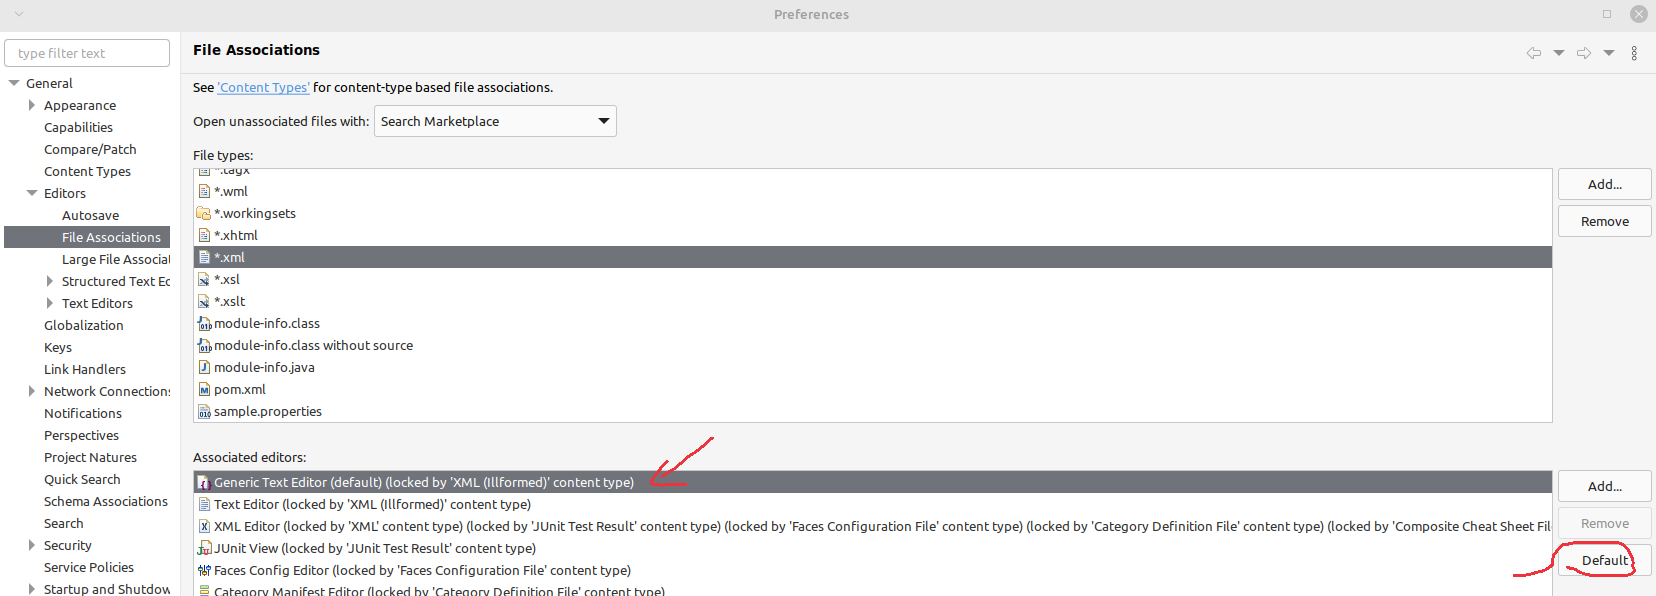 Preferences
type filter text
General
Appearance
Capabilities
Compare/Patch
Content Types
Editors
Autosave
File Associations
Large File Associat
Structured Text Ec
Text Editors
Globalization
Keys
Link Handlers
Network Connections
Notifications
Perspectives
Project Natures
Quick Search
Schema Associations
Search
Security
Service Policies
Startup and Shutdow
File Associations
See 'Content Types' for content-type based file associations.
Open unassociated files with: Search Marketplace
File types:
*.tagx
*.wml
*.workingsets
*.xhtml
*.xml
*.xsl
*.xslt
module-info.class
module-info.class without source
module-info.java
pom.xml
sample.properties
Add...
Remove
Associated editors:
Generic Text Editor (default) (locked by 'XML (Illformed)' content type)
Text Editor (locked by 'XML (Illformed)' content type)
XML Editor (locked by 'XML' content type) (locked by 'JUnit Test Result' content type) (locked by 'Faces Configuration File' content type) (locked by 'Category Definition File' content type) (locked by 'Composite Cheat Sheet Fil
JUnit View (locked by 'JUnit Test Result' content type)
Faces Config Editor (locked by 'Faces Configuration File' content type)
Category Manifest Editor (locked by 'Category Definition File' content type)
Add...
Remove
Default